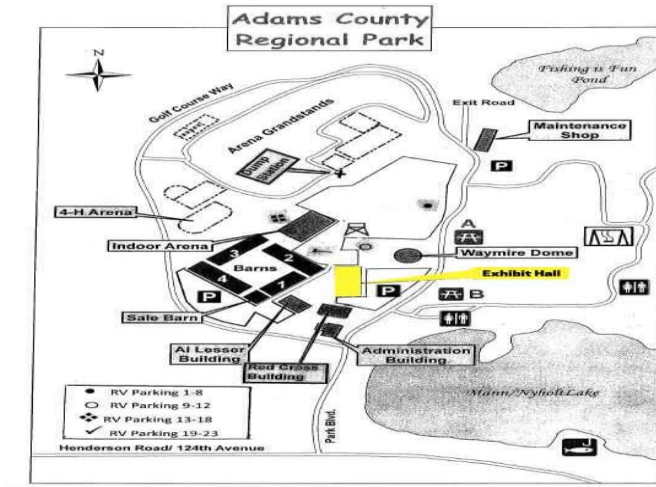 Adams County
Regional Park
N
Fishing is Fun
Pond
Golf Course Way
Exit Road
Arena Grandstands
Maintenance
Shop
Dump
Station
P
4-H Arena
A
Indoor Arena
Waymire Dome
3
2
Barns
Exhibit Hall
4
1
P
P
B
Sale Barn
Al Lesser
Building
Red Cross
Building
Administration
Building
RV Parking 1-8
RV Parking 9-12
RV Parking 13-18
RV Parking 19-23
Mann/Nyholt Lake
Park Blvd.
Henderson Road/ 124th Avenue